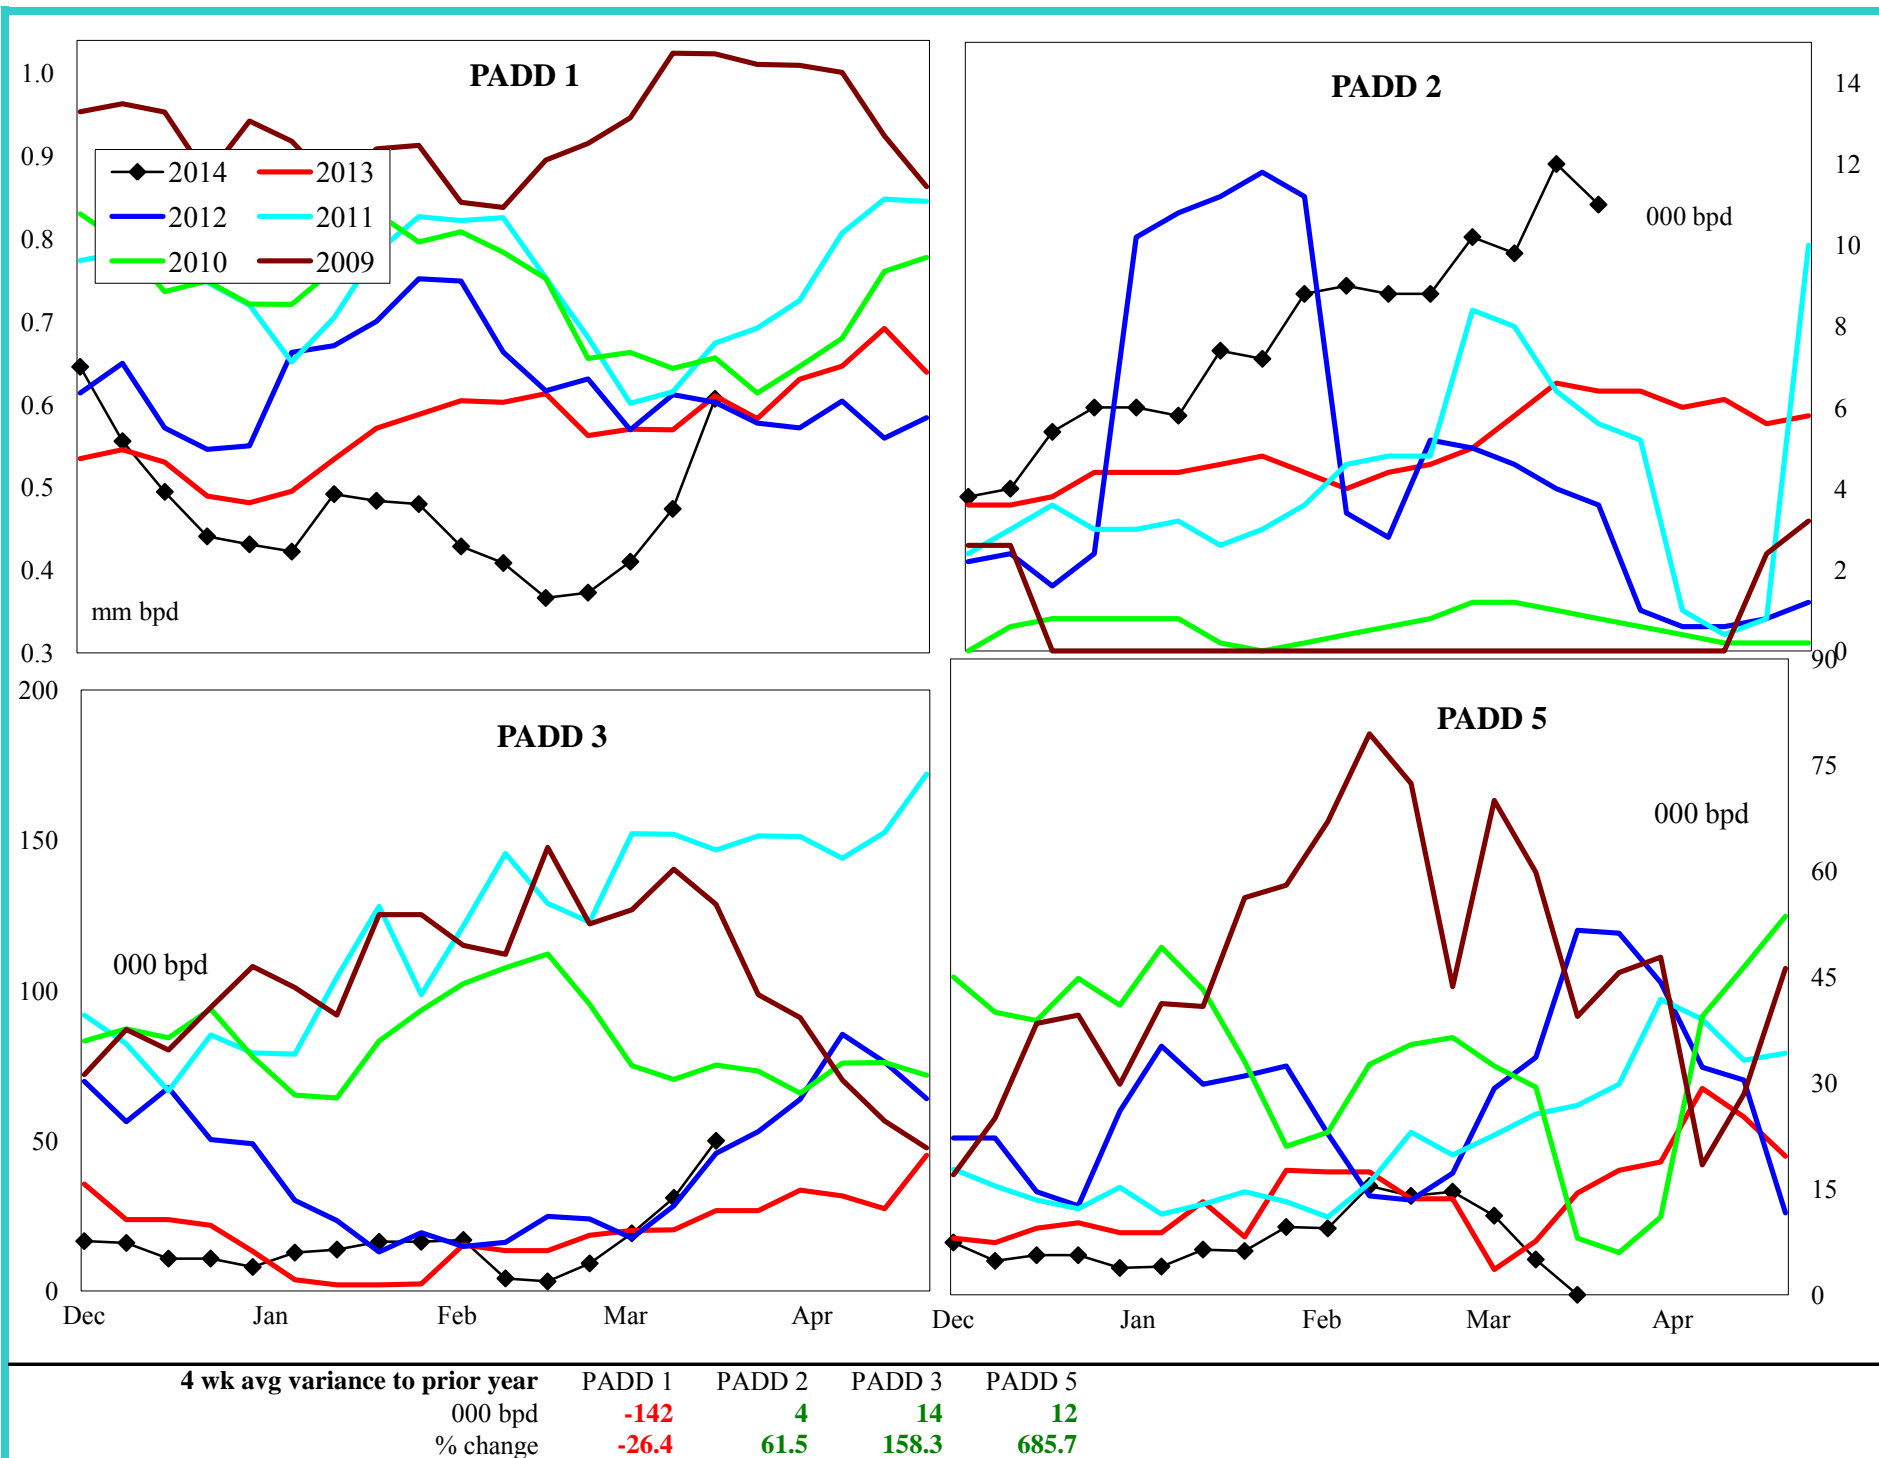 PADD 1
1.0
0.9
0.8
0.7
0.6
0.5
0.4
0.3
2014 2013
2012 2011
2010 2009
mm bpd
PADD 2
14
12
10
8
6
4
2
0
000 bpd
PADD 3
200
150
100
50
0
000 bpd
Dec Jan Feb Mar Apr
PADD 5
90
75
60
45
30
15
0
000 bpd
Dec Jan Feb Mar Apr
4 wk avg variance to prior year PADD 1 PADD 2 PADD 3 PADD 5
000 bpd -142 4 14 12
% change -26.4 61.5 158.3 685.7